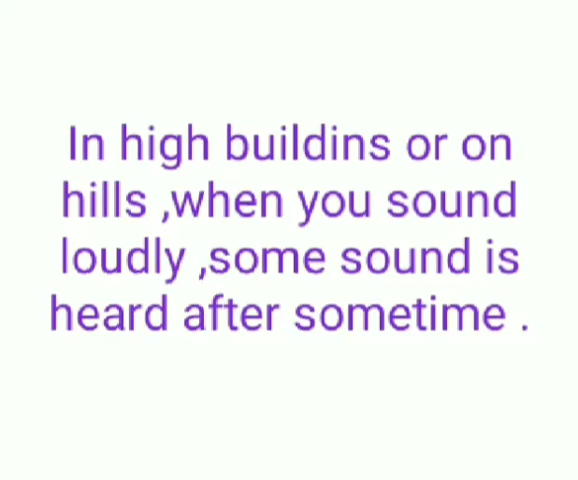 In high buildins or on
hills ,when you sound
loudly ,some sound is
heard after sometime .